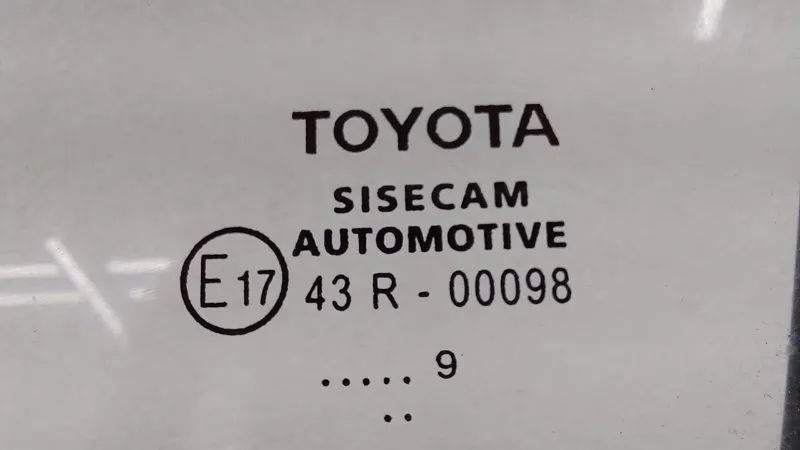 TOYOTA
SISECAM
AUTOMOTIVE
E17 43 R - 00098
..... 9
..